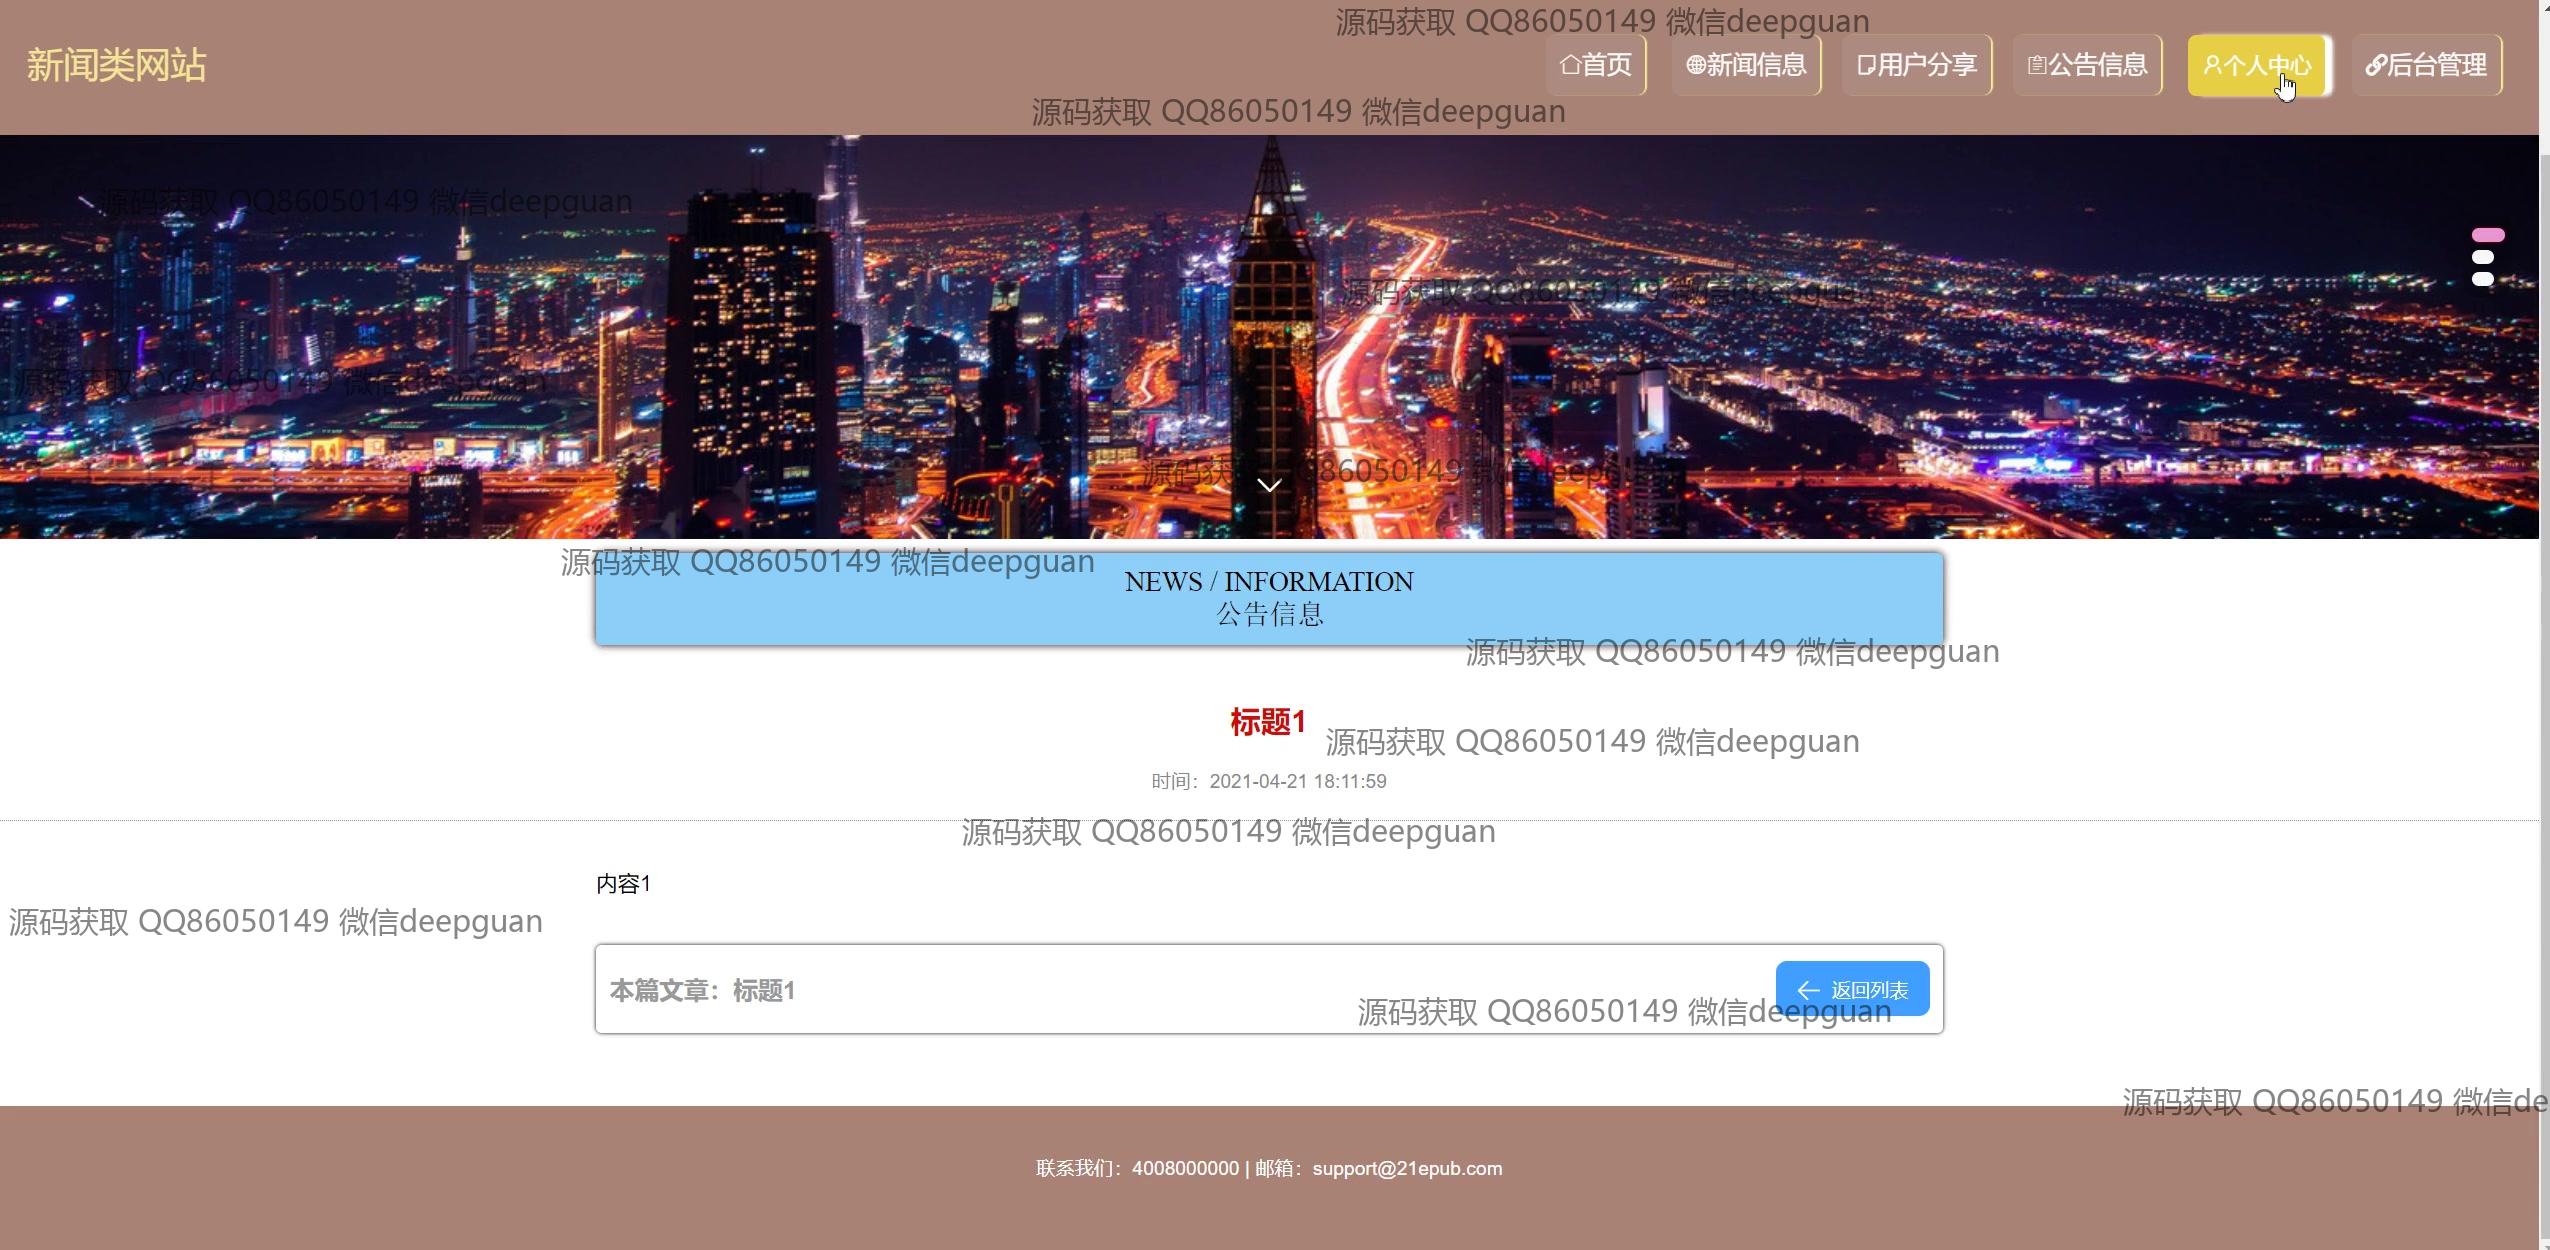 源码获取 QQ86050149 微信deepguan
新闻类网站
首页
新闻信息
用户分享
公告信息
个人中心
后台管理
源码获取 QQ86050149 微信deepguan
源码获取 QQ86050149 微信deepguan
源码获取 QQ86050149 微信deepguan
源码获取 QQ86050149 微信deepguan
源码获取 QQ86050149 微信deepguan
源码获取 QQ86050149 微信deepguan
NEWS / INFORMATION
公告信息
源码获取 QQ86050149 微信deepguan
标题1
源码获取 QQ86050149 微信deepguan
时间：2021-04-21 18:11:59
源码获取 QQ86050149 微信deepguan
内容1
源码获取 QQ86050149 微信deepguan
本篇文章：标题1
返回列表
源码获取 QQ86050149 微信deepguan
源码获取 QQ86050149 微信de
联系我们：4008000000 | 邮箱：support@21epub.com